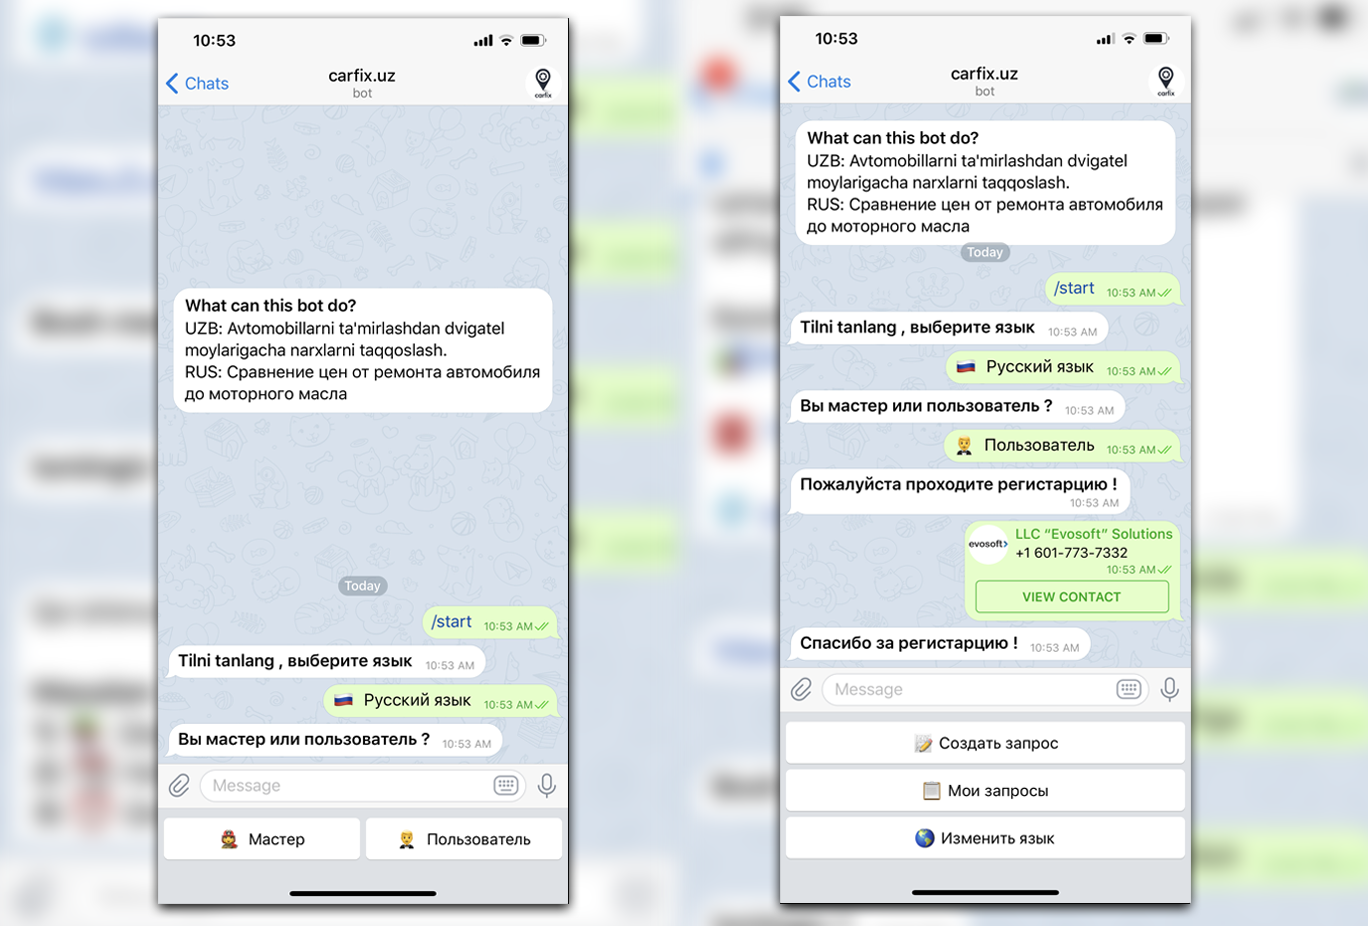 10:53
Chats
carfix.uz
bot
carfix
What can this bot do?
UZB: Avtomobillarni ta'mirlashdan dvigatel
moylarigacha narxlarni taqqoslash.
RUS: Сравнение цен от ремонта автомобиля
до моторного масла
Today
/start 10:53 AM
Tilni tanlang , выберите язык 10:53 AM
Русский язык 10:53 AM
Вы мастер или пользователь ? 10:53 AM
Message
Мастер
Пользователь
10:53
Chats
carfix.uz
bot
carfix
What can this bot do?
UZB: Avtomobillarni ta'mirlashdan dvigatel
moylarigacha narxlarni taqqoslash.
RUS: Сравнение цен от ремонта автомобиля
до моторного масла
Today
/start 10:53 AM
Tilni tanlang , выберите язык 10:53 AM
Русский язык 10:53 AM
Вы мастер или пользователь ? 10:53 AM
Пользователь 10:53 AM
Пожалуйста проходите регистарцию !
10:53 AM
evosoft
LLC “Evosoft” Solutions
+1 601-773-7332
10:53 AM
VIEW CONTACT
Спасибо за регистарцию ! 10:53 AM
Message
Создать запрос
Мои запросы
Изменить язык